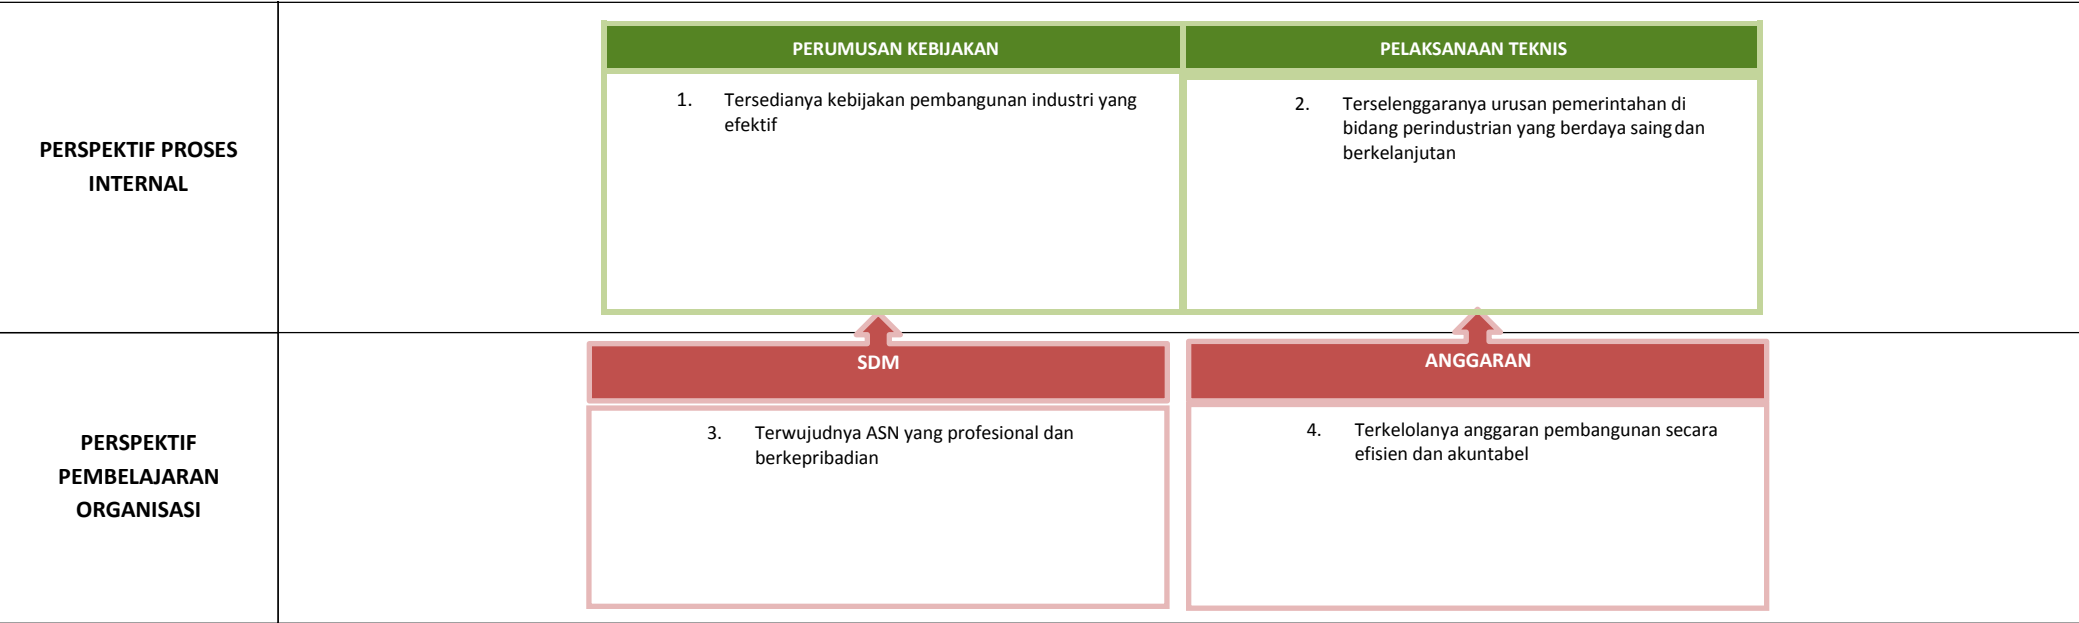 PERSPEKTIF PROSES
INTERNAL
PERUMUSAN KEBIJAKAN
1. Tersedianya kebijakan pembangunan industri yang
efektif
PELAKSANAAN TEKNIS
2. Terselenggaranya urusan pemerintahan di
bidang perindustrian yang berdaya saing dan
berkelanjutan
PERSPEKTIF
PEMBELAJARAN
ORGANISASI
SDM
3. Terwujudnya ASN yang profesional dan
berkepribadian
ANGGARAN
4. Terkelolanya anggaran pembangunan secara
efisien dan akuntabel